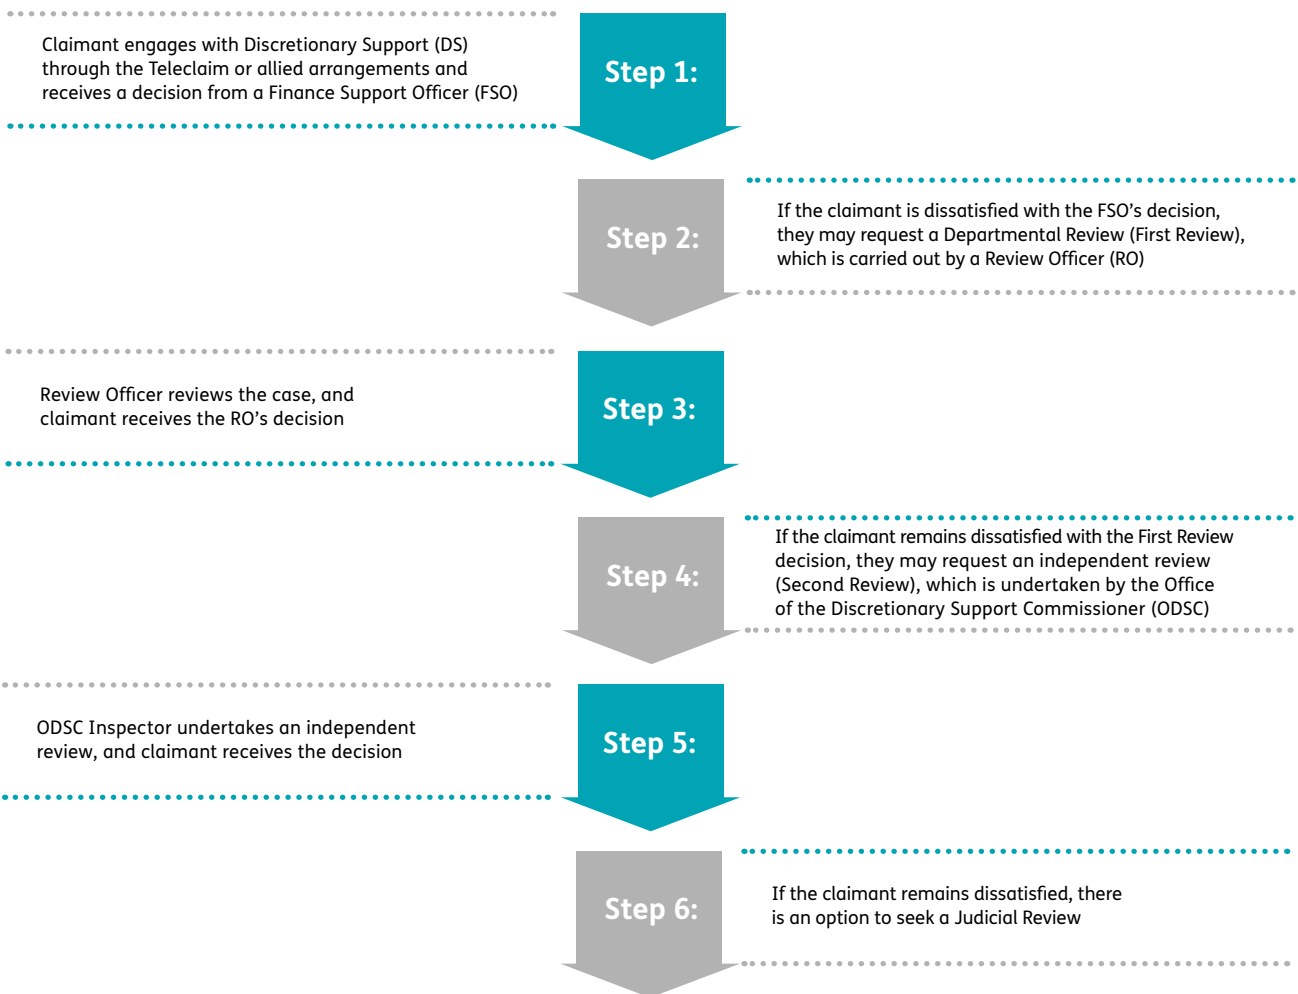 Step 1:
Claimant engages with Discretionary Support (DS)
through the Teleclaim or allied arrangements and
receives a decision from a Finance Support Officer (FSO)
Step 2:
If the claimant is dissatisfied with the FSO’s decision,
they may request a Departmental Review (First Review),
which is carried out by a Review Officer (RO)
Step 3:
Review Officer reviews the case, and
claimant receives the RO’s decision
Step 4:
If the claimant remains dissatisfied with the First Review
decision, they may request an independent review
(Second Review), which is undertaken by the Office
of the Discretionary Support Commissioner (ODSC)
Step 5:
ODSC Inspector undertakes an independent
review, and claimant receives the decision
Step 6:
If the claimant remains dissatisfied, there
is an option to seek a Judicial Review